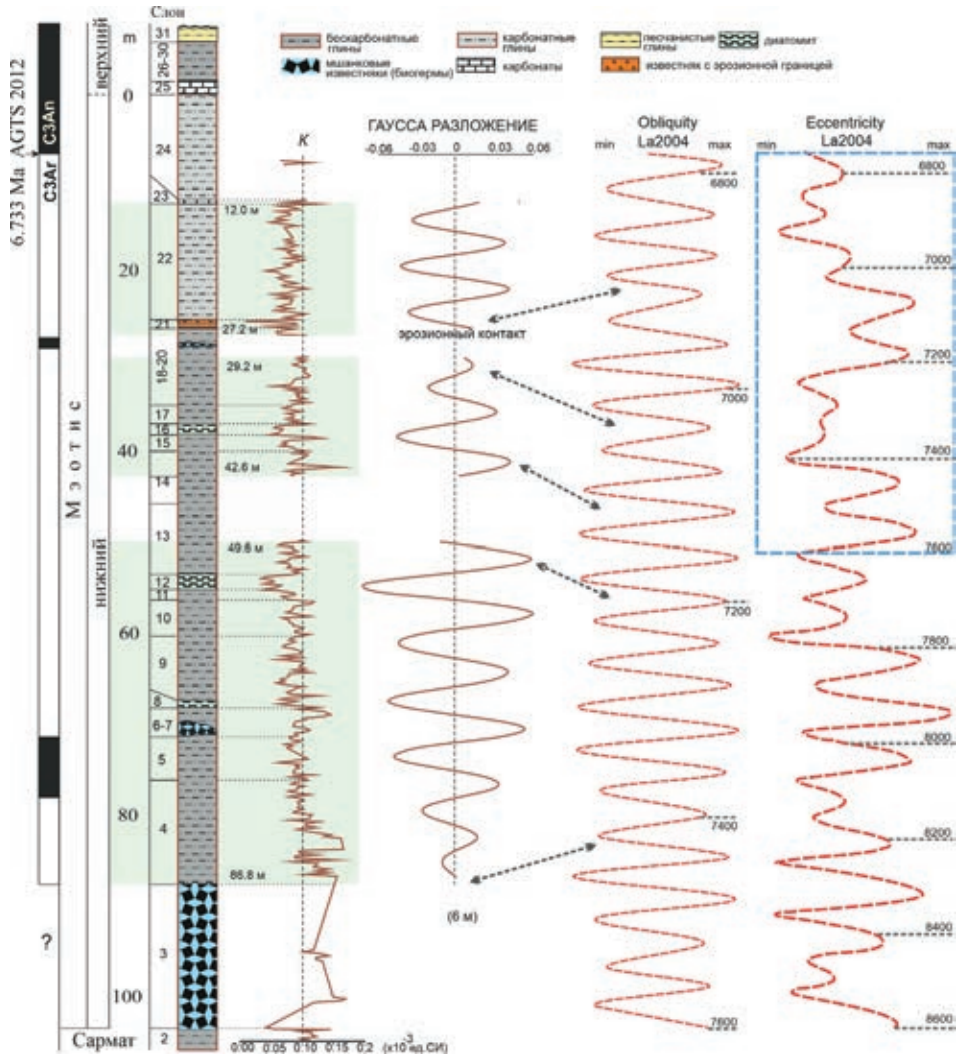 Слои
m
верхний
31
26-30
25
0
бескарбонатные глины
карбонатные глины
песчанистые глины
диатомит
мшанковые известняки (биогермы)
карбонаты
известняк с эрозионной границей
6.733 Ma AGTS 2012
C3An
C3Ar
?
Мэотис
нижний
Сармат
24
23
22
21
18-20
17
16
15
14
13
12
11
10
9
8
6-7
5
4
3
2
20
40
60
80
100
К
12.0 м
27.2 м
29.2 м
42.6 м
49.6 м
86.8 м
0.00 0.05 0.10 0.15 0,2 (x10 -3 ед.СИ)
ГАУССА РАЗЛОЖЕНИЕ
-0.06 -0.03 0 0.03 0.06
эрозионный контакт
(6 м)
Obliquity
La2004
min max
6800
7000
7200
7400
7600
Eccentricity
La2004
min max
6800
7000
7200
7400
7600
7800
8000
8200
8400
8600